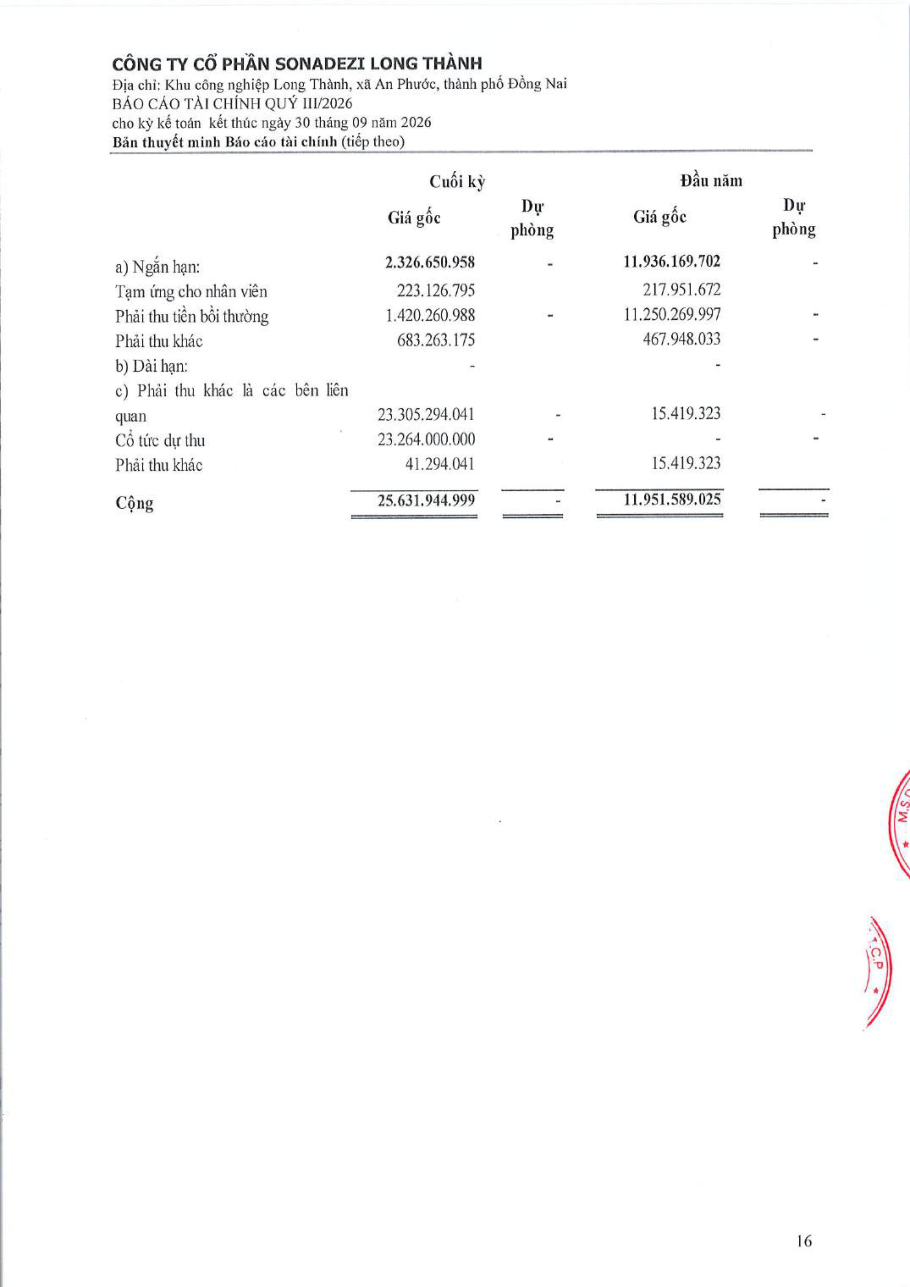 CÔNG TY CỔ PHẦN SONADEZI LONG THÀNH
Địa chỉ: Khu công nghiệp Long Thành, xã An Phước, thành phố Đồng Nai
BÁO CÁO TÀI CHÍNH QUÝ III/2026
cho kỳ kế toán kết thúc ngày 30 tháng 09 năm 2026
Bản thuyết minh Báo cáo tài chính (tiếp theo)
Cuối kỳ Đầu năm
Giá gốc Dự phòng Giá gốc Dự phòng
a) Ngắn hạn: 2.326.650.958 - 11.936.169.702 -
Tạm ứng cho nhân viên 223.126.795 217.951.672
Phải thu tiền bồi thường 1.420.260.988 - 11.250.269.997 -
Phải thu khác 683.263.175 467.948.033 -
b) Dài hạn: - -
c) Phải thu khác là các bên liên
quan 23.305.294.041 - 15.419.323 -
Cổ tức dự thu 23.264.000.000 - - -
Phải thu khác 41.294.041 15.419.323
Cộng 25.631.944.999 - 11.951.589.025 -
M.S.D
T.C.P
16